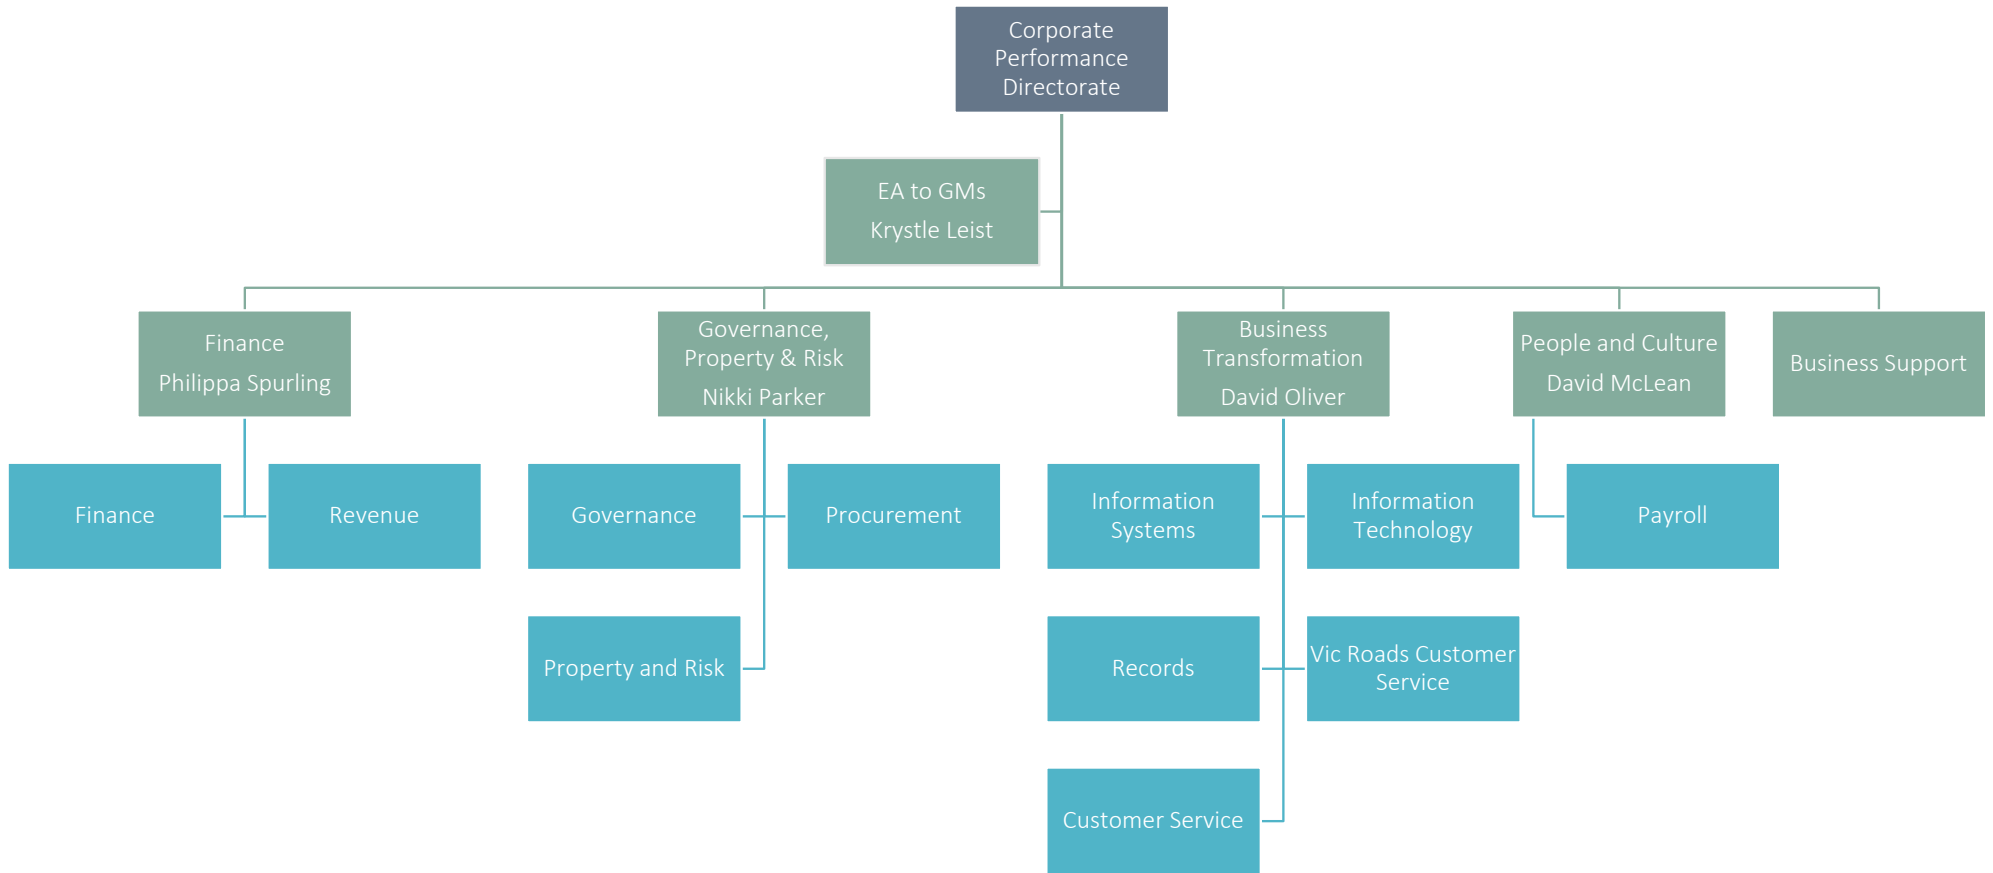 Corporate
Performance
Directorate
EA to GMs
Krystle Leist
Finance
Philippa Spurling
Governance,
Property & Risk
Nikki Parker
Business
Transformation
David Oliver
People and Culture
David McLean
Business Support
Finance
Revenue
Governance
Procurement
Information
Systems
Information
Technology
Payroll
Property and Risk
Records
Vic Roads Customer
Service
Customer Service